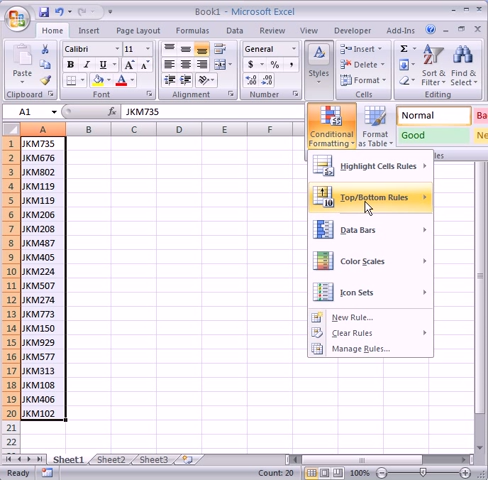 Book1 - Microsoft Excel
Home Insert Page Layout Formulas Data Review View Developer
Paste
Clipboard
Calibri 11
B I U A A
Font
Alignment
General
$ % ,
Number
Styles
Insert
Delete
Format
Σ
Sort & Filter
Find & Select
A1 fx JKM735
Conditional Formatting
Format as Table
Normal
Good
A B C D E F
1 JKM735
2 JKM676
3 JKM802
4 JKM119
5 JKM119
6 JKM206
7 JKM208
8 JKM487
9 JKM405
10 JKM224
11 JKM507
12 JKM274
13 JKM773
14 JKM150
15 JKM929
16 JKM577
17 JKM313
18 JKM108
19 JKM406
20 JKM102
21
22
Highlight Cells Rules
Top/Bottom Rules
10
Data Bars
Color Scales
Icon Sets
New Rule...
Clear Rules
Manage Rules...
Sheet1 Sheet2 Sheet3
Ready Count: 20 100%